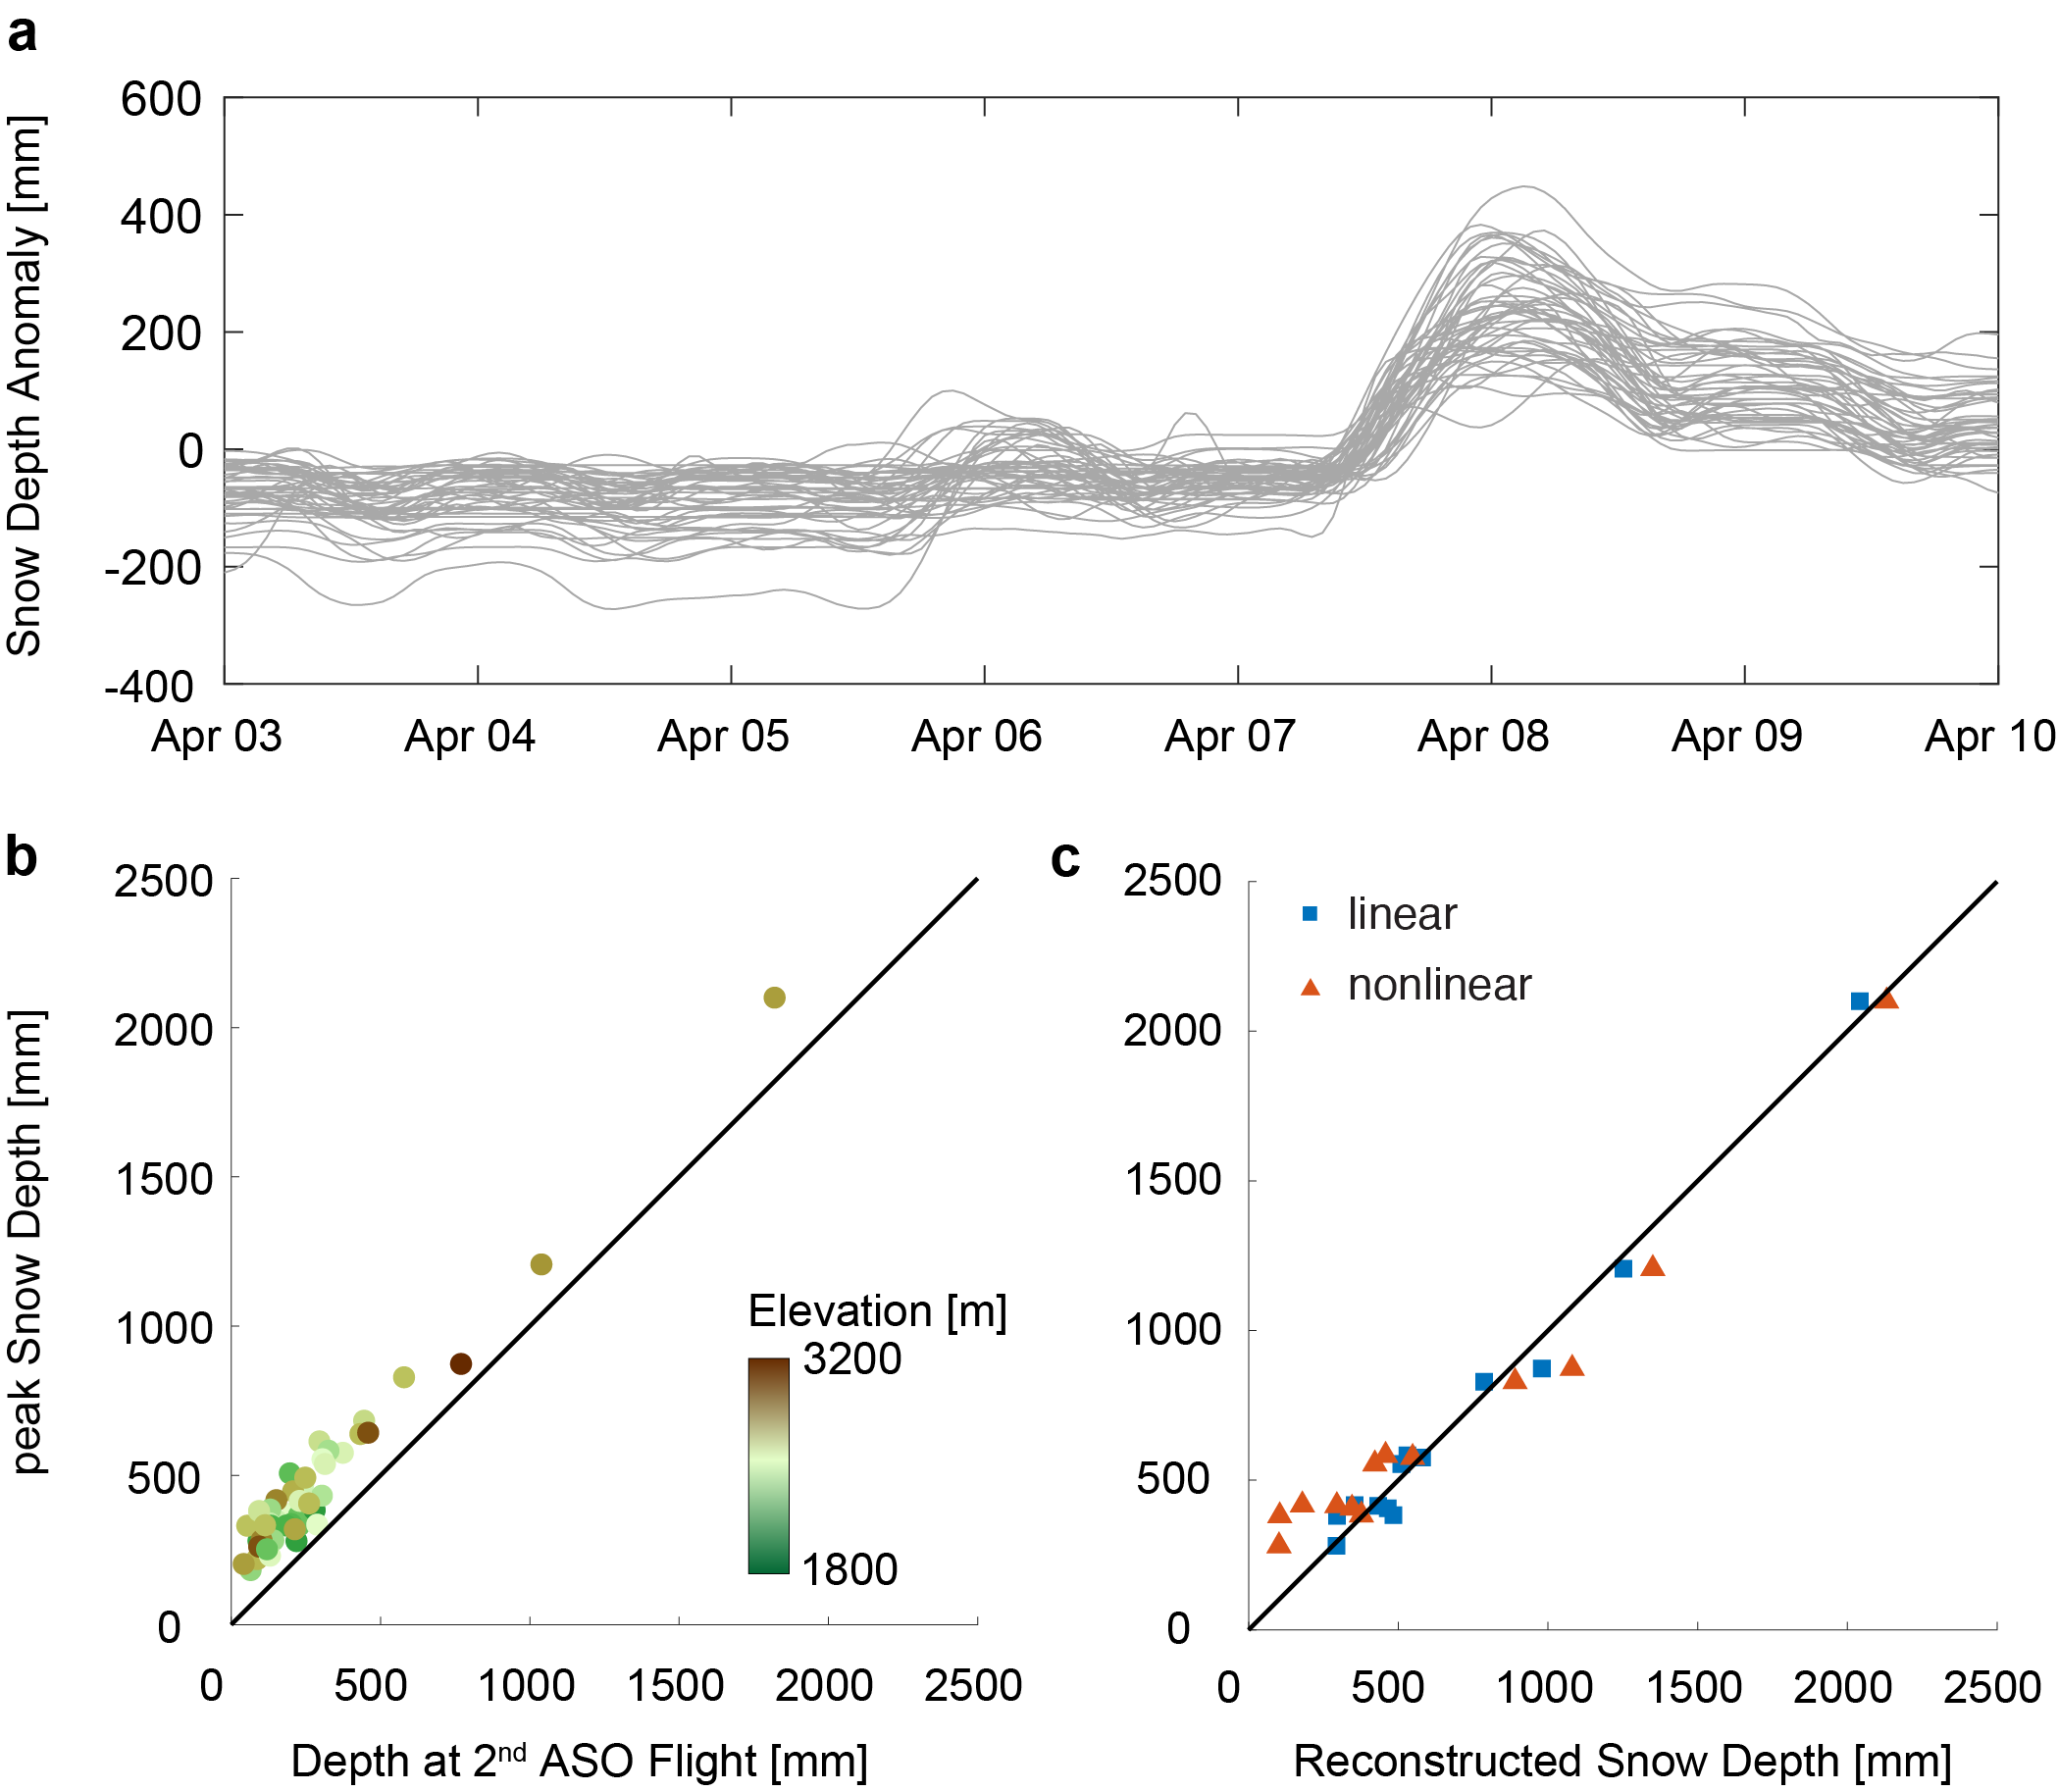 a
Snow Depth Anomaly [mm]
600
400
200
0
-200
-400
Apr 03 Apr 04 Apr 05 Apr 06 Apr 07 Apr 08 Apr 09 Apr 10
b
peak Snow Depth [mm]
2500
2000
1500
1000
500
0
0 500 1000 1500 2000 2500
Depth at 2nd ASO Flight [mm]
Elevation [m]
3200
1800
c
2500
2000
1500
1000
500
0
linear
nonlinear
0 500 1000 1500 2000 2500
Reconstructed Snow Depth [mm]